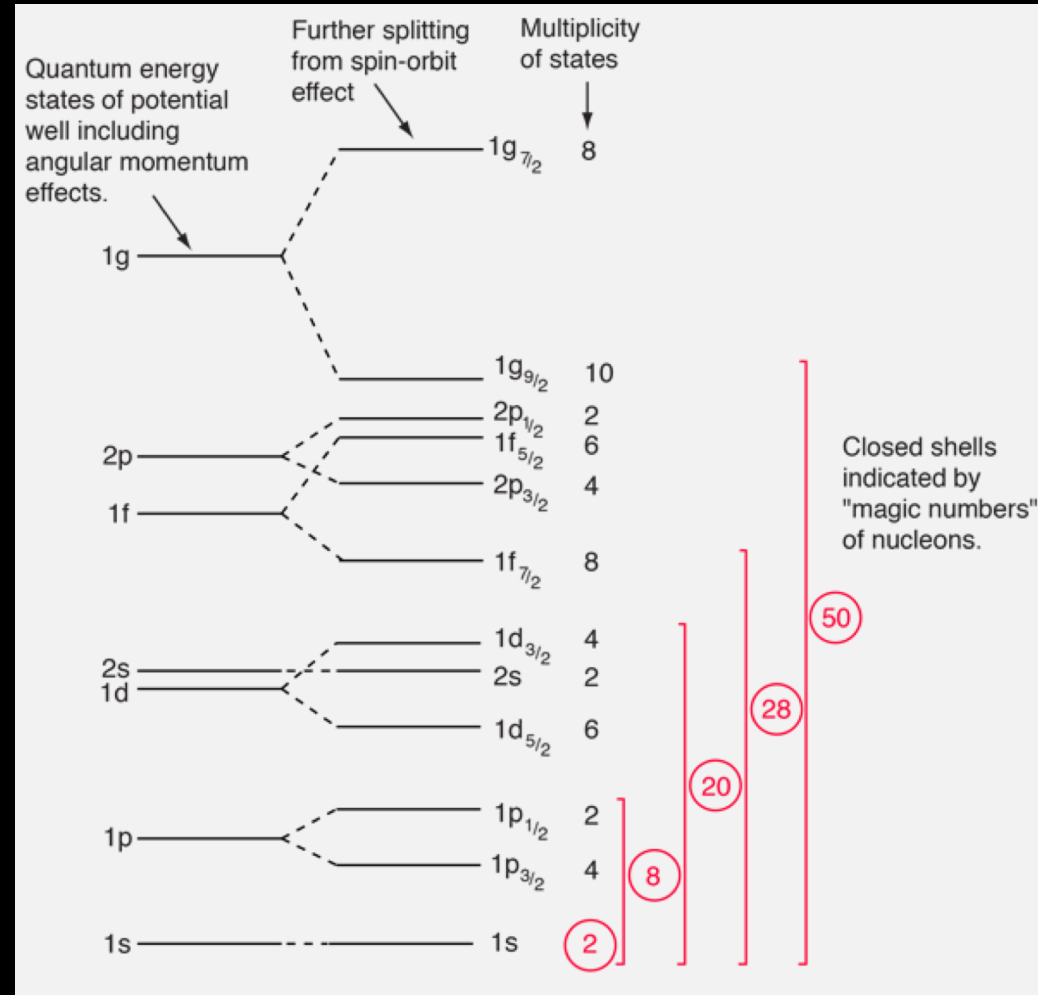 Quantum energy
states of potential
well including
angular momentum
effects.
Further splitting
from spin-orbit
effect
Multiplicity
of states
1g7/2 8
1g
1g9/2 10
2p1/2 2
1f5/2 6
2p
2p3/2 4
1f
1f7/2 8
Closed shells
indicated by
"magic numbers"
of nucleons.
50
1d3/2 4
2s
2s 2
1d
28
1d5/2 6
20
1p1/2 2
1p
1p3/2 4
8
1s
1s 2